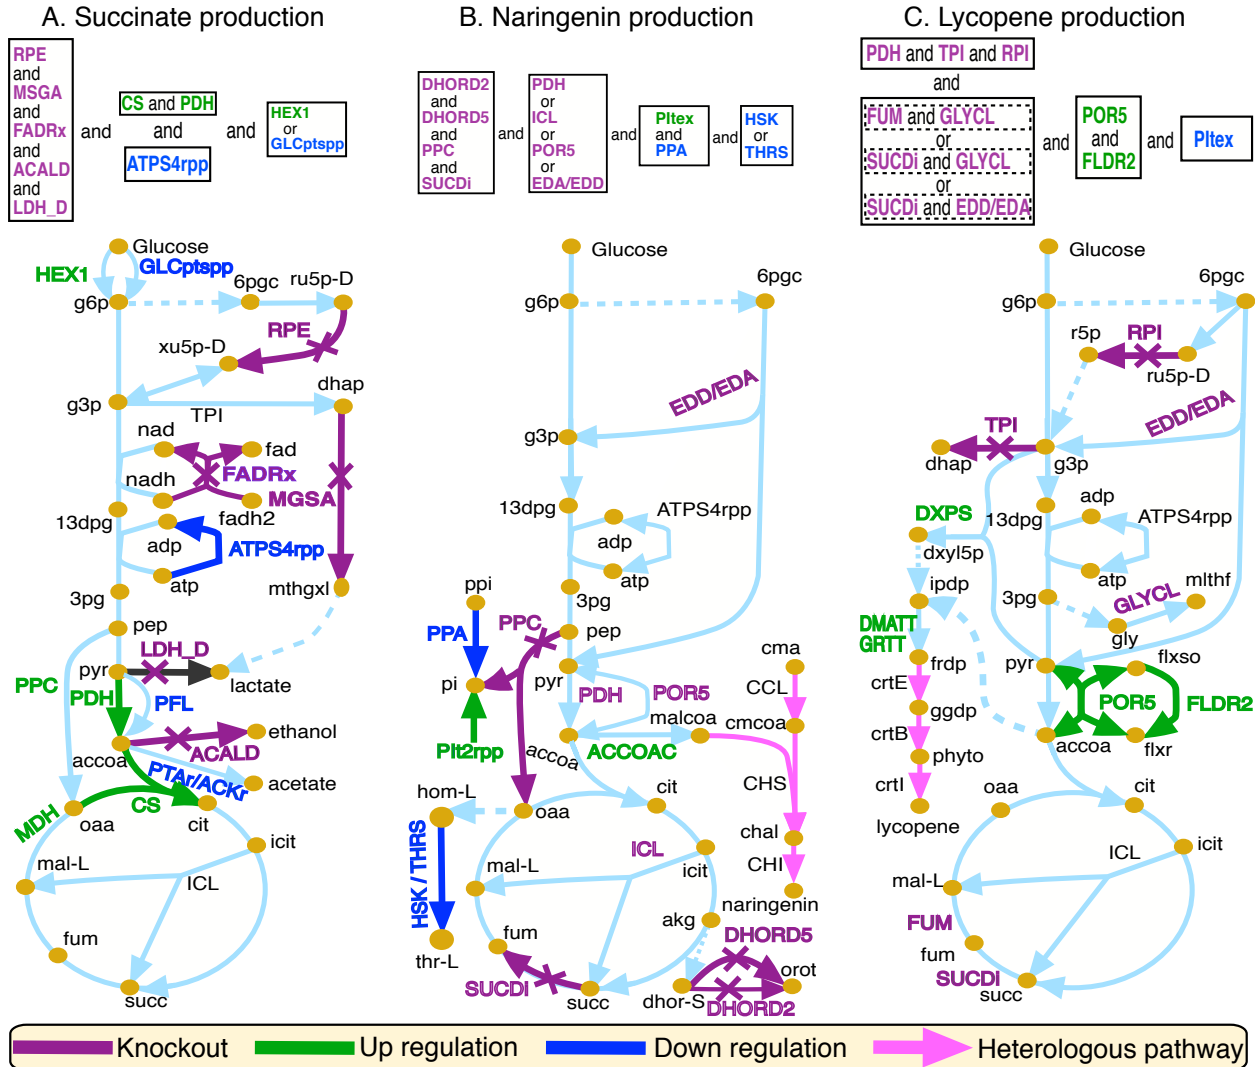 A. Succinate production
RPE
and
MSGA
and
FADRx
and
ACALD
and
LDH_D
and
CS and PDH
and
ATPS4rpp
and
HEX1
or
GLCptspp
Glucose
HEX1
GLCptspp
g6p
6pgc
ru5p-D
RPE
xu5p-D
dhap
g3p
TPI
nad
fad
FADRx
nadh
MGSA
fadh2
13dpg
adp
ATPS4rpp
atp
mthgxl
3pg
pep
LDH_D
pyr
lactate
PPC
PDH
PFL
ethanol
ACALD
accoa
PTAr/ACKr
acetate
MDH
CS
oaa
cit
icit
mal-L
ICL
fum
succ
B. Naringenin production
DHORD2
and
DHORD5
and
PPC
and
SUCDi
and
PDH
or
ICL
or
POR5
or
EDA/EDD
and
PItex
and
PPA
and
HSK
or
THRS
Glucose
g6p
6pgc
EDD/EDA
g3p
13dpg
ATPS4rpp
adp
atp
ppi
3pg
PPA
PPC
pep
cma
pi
pyr
PDH
POR5
CCL
malcoa
cmcoa
PIt2rpp
accoa
ACCOAC
hom-L
oaa
cit
CHS
HSK / THRS
chal
ICL
mal-L
icit
CHI
naringenin
akg
fum
DHORD5
thr-L
orot
SUCDi
succ
dhor-S
DHORD2
C. Lycopene production
PDH and TPI and RPI
and
FUM and GLYCL
or
SUCDi and GLYCL
or
SUCDi and EDD/EDA
and
POR5
and
FLDR2
and
PItex
Glucose
g6p
6pgc
r5p
RPI
ru5p-D
EDD/EDA
TPI
dhap
g3p
adp
DXPS
13dpg
ATPS4rpp
dxyl5p
atp
ipdp
mlthf
3pg
GLYCL
DMATT
GRTT
gly
frdp
pyr
flxso
crtE
POR5
FLDR2
ggdp
crtB
accoa
flxr
phyto
crtI
oaa
cit
lycopene
ICL
icit
mal-L
FUM
fum
SUCDi
succ
Knockout
Up regulation
Down regulation
Heterologous pathway